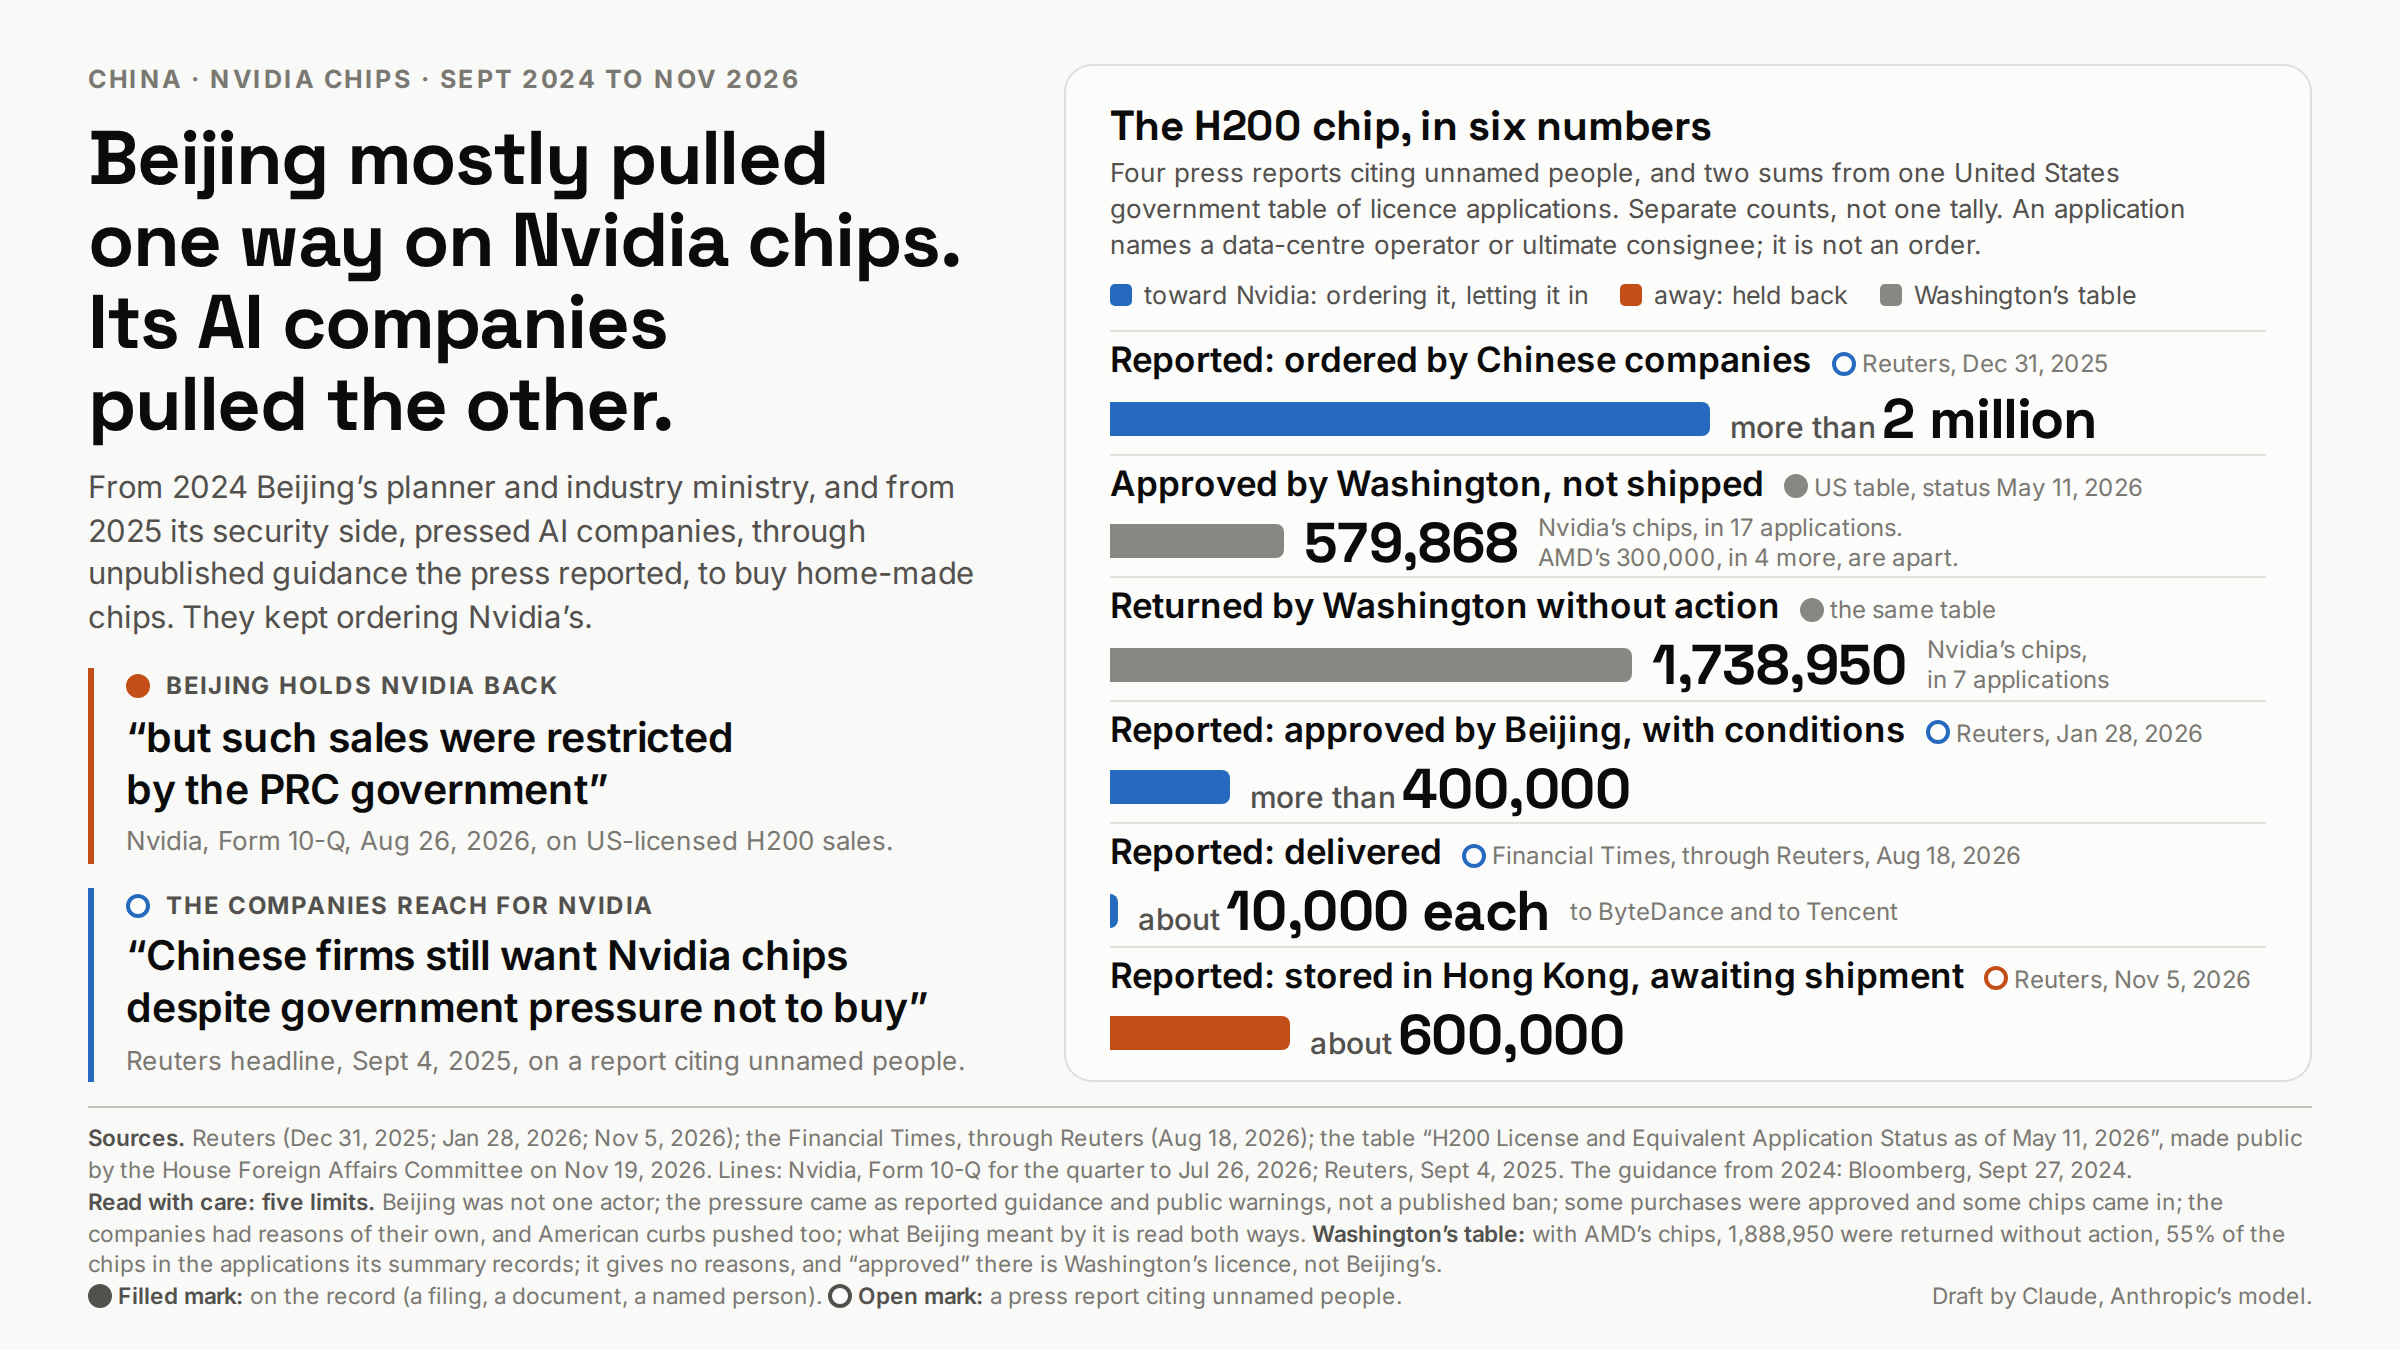 CHINA · NVIDIA CHIPS · SEPT 2024 TO NOV 2026
Beijing mostly pulled
one way on Nvidia chips.
Its AI companies
pulled the other.
From 2024 Beijing’s planner and industry ministry, and from
2025 its security side, pressed AI companies, through
unpublished guidance the press reported, to buy home-made
chips. They kept ordering Nvidia’s.
BEIJING HOLDS NVIDIA BACK
“but such sales were restricted
by the PRC government”
Nvidia, Form 10-Q, Aug 26, 2026, on US-licensed H200 sales.
THE COMPANIES REACH FOR NVIDIA
“Chinese firms still want Nvidia chips
despite government pressure not to buy”
Reuters headline, Sept 4, 2025, on a report citing unnamed people.
The H200 chip, in six numbers
Four press reports citing unnamed people, and two sums from one United States
government table of licence applications. Separate counts, not one tally. An application
names a data-centre operator or ultimate consignee; it is not an order.
toward Nvidia: ordering it, letting it in away: held back Washington’s table
Reported: ordered by Chinese companies Reuters, Dec 31, 2025
more than 2 million
Approved by Washington, not shipped US table, status May 11, 2026
579,868 Nvidia’s chips, in 17 applications.
AMD’s 300,000, in 4 more, are apart.
Returned by Washington without action the same table
1,738,950 Nvidia’s chips,
in 7 applications
Reported: approved by Beijing, with conditions Reuters, Jan 28, 2026
more than 400,000
Reported: delivered Financial Times, through Reuters, Aug 18, 2026
about 10,000 each to ByteDance and to Tencent
Reported: stored in Hong Kong, awaiting shipment Reuters, Nov 5, 2026
about 600,000
Sources. Reuters (Dec 31, 2025; Jan 28, 2026; Nov 5, 2026); the Financial Times, through Reuters (Aug 18, 2026); the table “H200 License and Equivalent Application Status as of May 11, 2026”, made public
by the House Foreign Affairs Committee on Nov 19, 2026. Lines: Nvidia, Form 10-Q for the quarter to Jul 26, 2026; Reuters, Sept 4, 2025. The guidance from 2024: Bloomberg, Sept 27, 2024.
Read with care: five limits. Beijing was not one actor; the pressure came as reported guidance and public warnings, not a published ban; some purchases were approved and some chips came in; the
companies had reasons of their own, and American curbs pushed too; what Beijing meant by it is read both ways. Washington’s table: with AMD’s chips, 1,888,950 were returned without action, 55% of the
chips in the applications its summary records; it gives no reasons, and “approved” there is Washington’s licence, not Beijing’s.
Filled mark: on the record (a filing, a document, a named person). Open mark: a press report citing unnamed people.
Draft by Claude, Anthropic’s model.